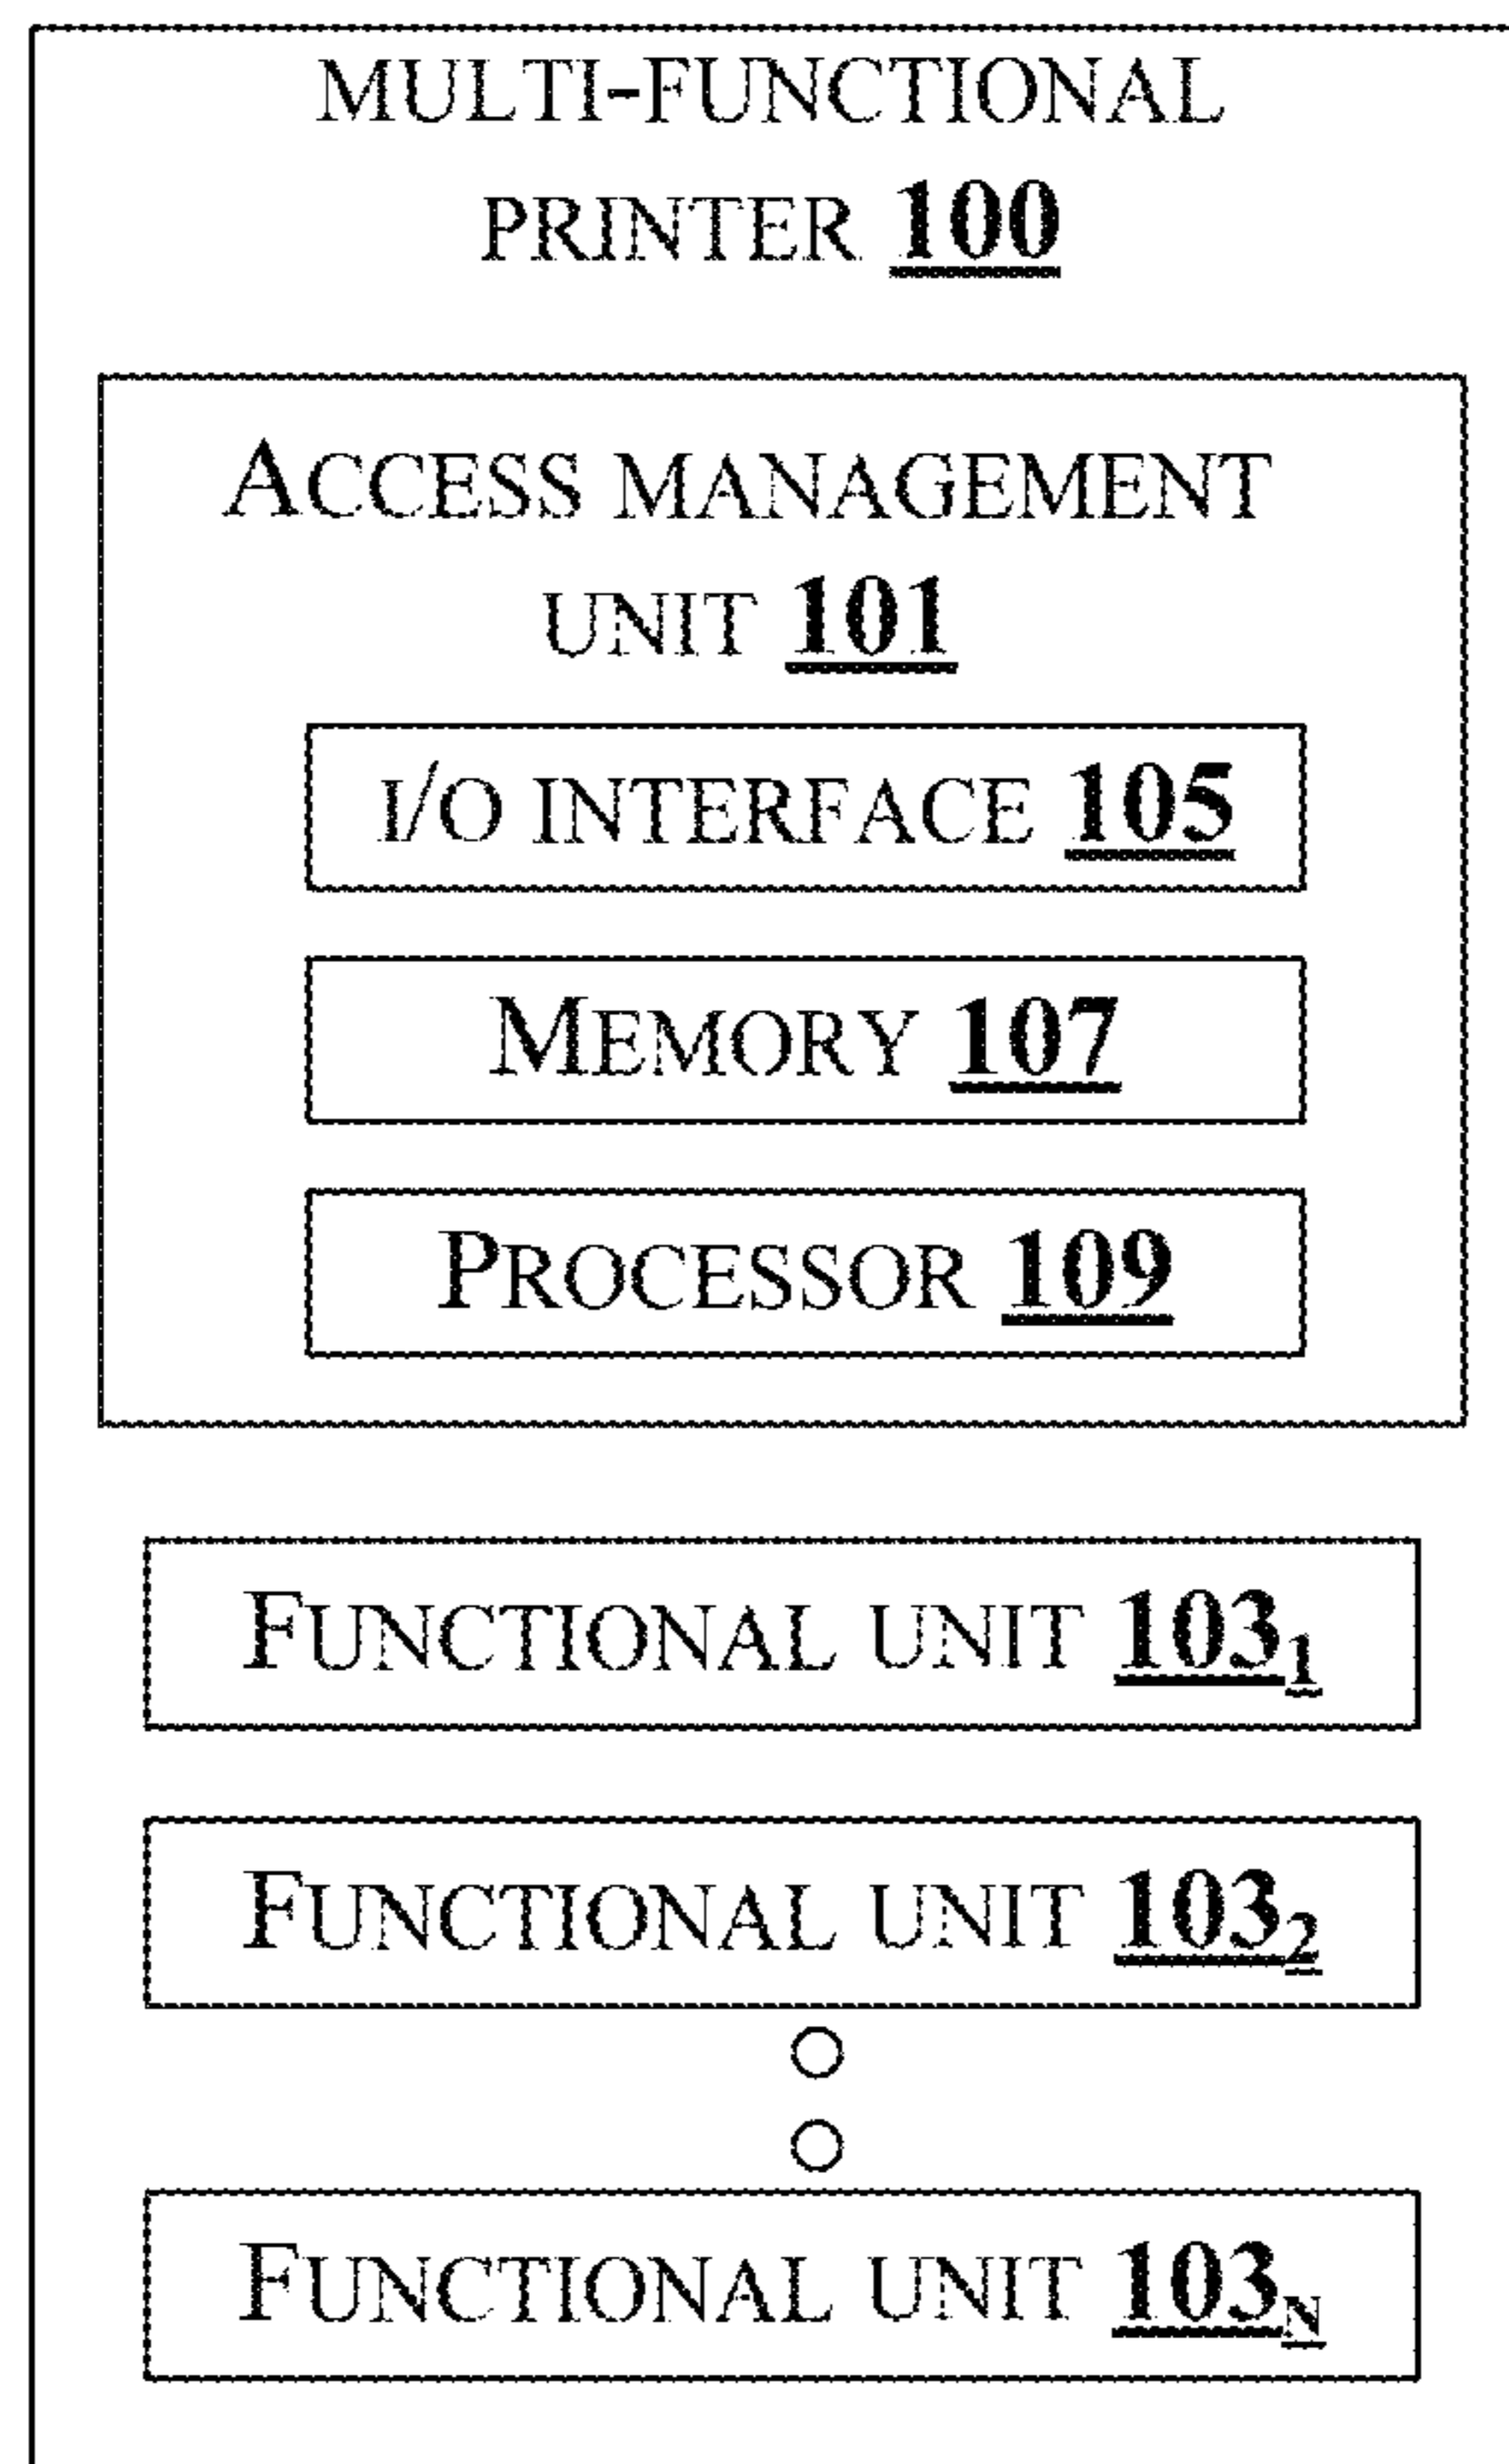 MULTI-FUNCTIONAL
PRINTER 100
ACCESS MANAGEMENT
UNIT 101
I/O INTERFACE 105
MEMORY 107
PROCESSOR 109
FUNCTIONAL UNIT 103₁
FUNCTIONAL UNIT 103₂
FUNCTIONAL UNIT 103N